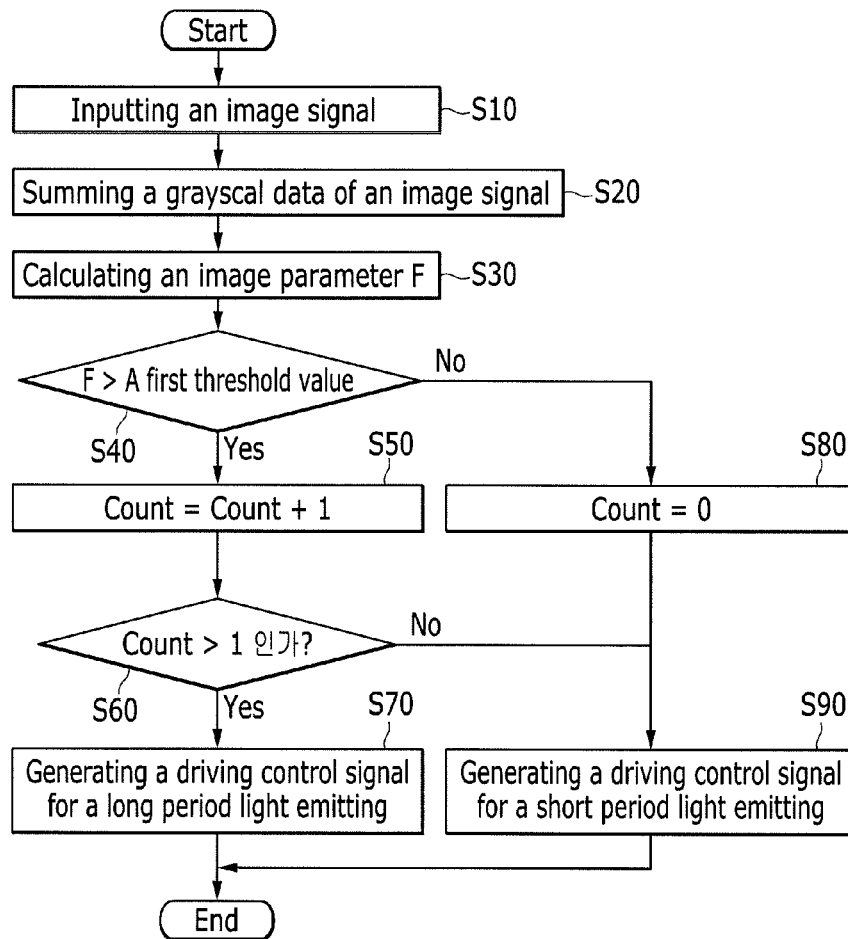 Start
Inputting an image signal
S10
Summing a grayscal data of an image signal
S20
Calculating an image parameter F
S30
F > A first threshold value
No
S40
Yes
S50
S80
Count = Count + 1
Count = 0
Count > 1 인가?
No
S60
Yes
S70
S90
Generating a driving control signal
for a long period light emitting
Generating a driving control signal
for a short period light emitting
End